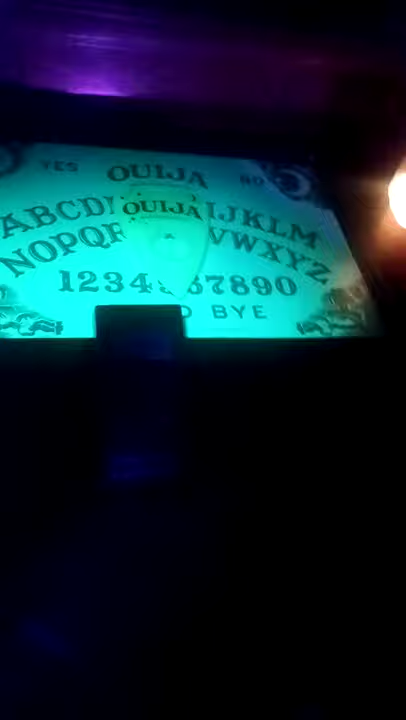 YES OUIJA NO
OUIJA
ABCD IJKLM
NOPQR VWXYZ
1234 67890
BYE